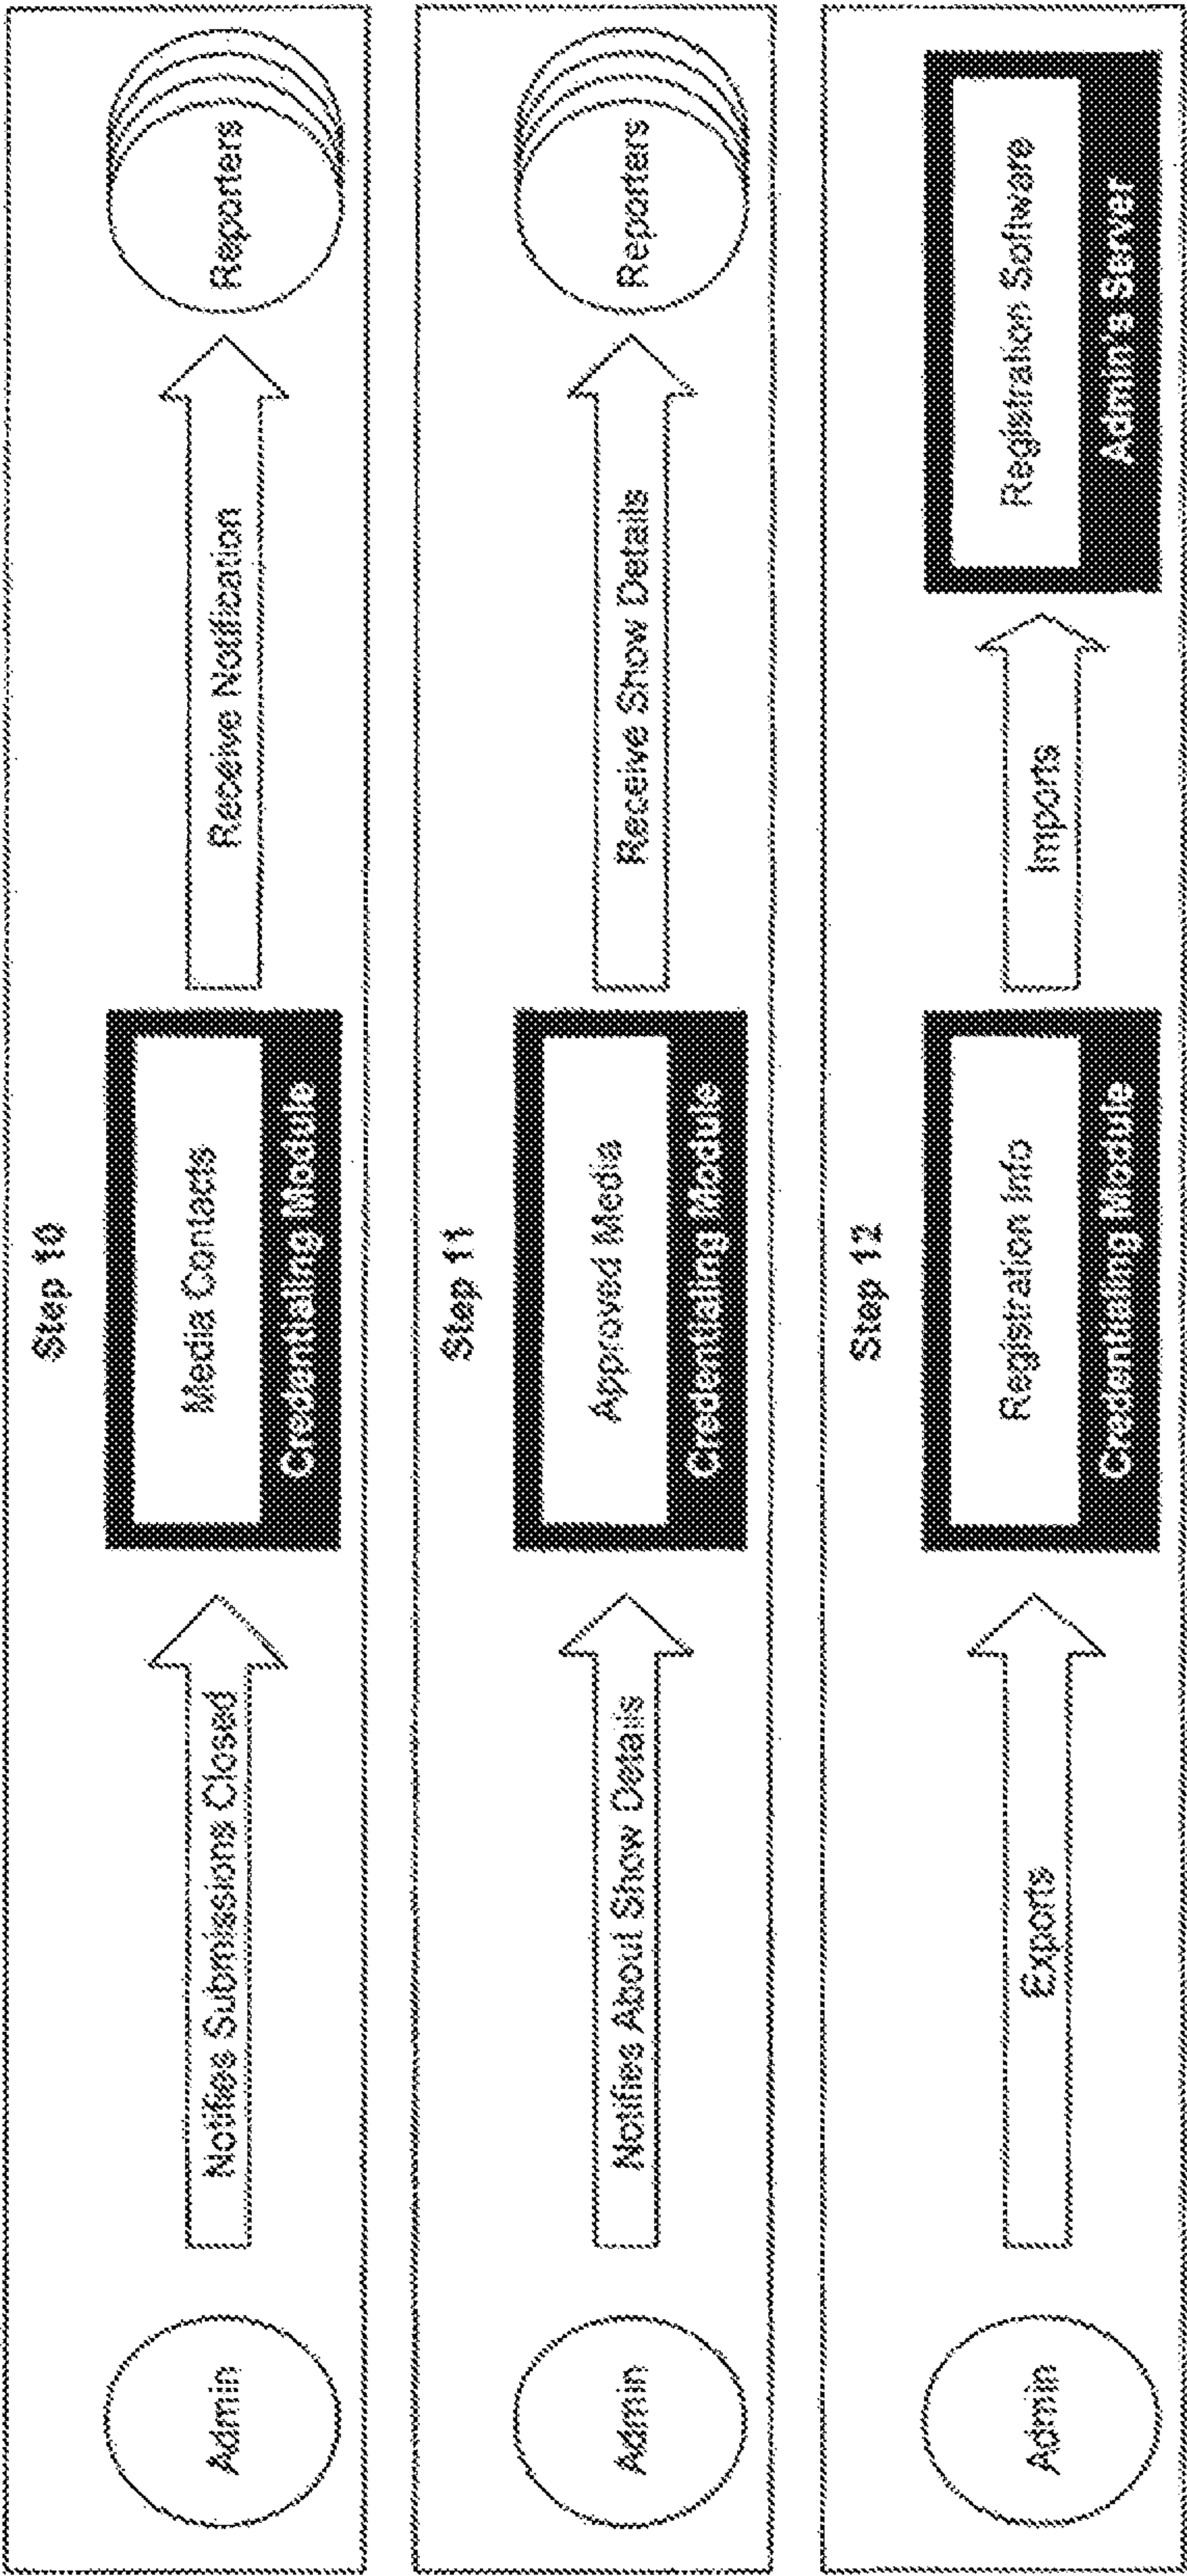 Step 10
Admin
Notifies Submissions Closed
Media Contacts
Credentialing Module
Receive Notification
Reporters
Step 11
Admin
Notifies About Show Details
Approved Media
Credentialing Module
Receive Show Details
Reporters
Step 12
Admin
Exports
Registration Info
Credentialing Module
Imports
Registration Software
Admin's Server